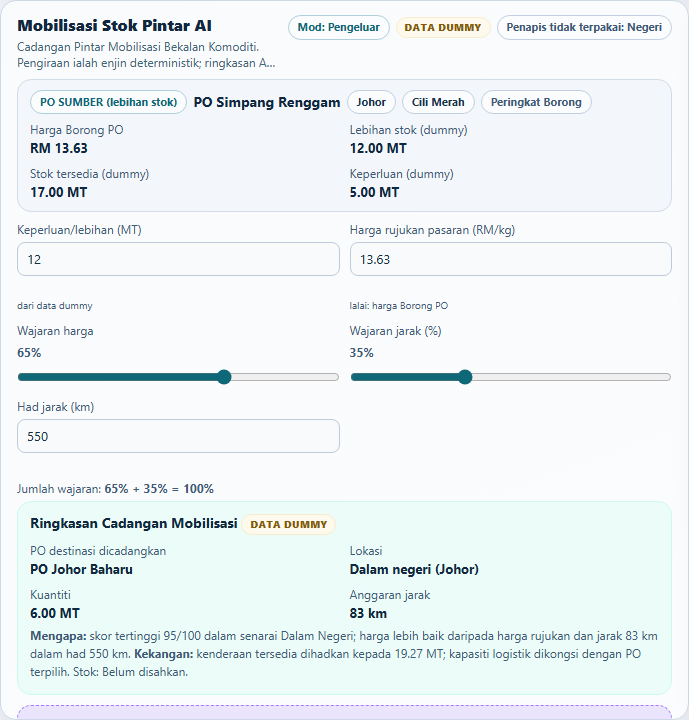 Mobilisasi Stok Pintar AI
Mod: Pengeluar
DATA DUMMY
Penapis tidak terpakai: Negeri
Cadangan Pintar Mobilisasi Bekalan Komoditi.
Pengiraan ialah enjin deterministik; ringkasan A...
PO SUMBER (lebihan stok)
PO Simpang Renggam
Johor
Cili Merah
Peringkat Borong
Harga Borong PO
Lebihan stok (dummy)
RM 13.63
12.00 MT
Stok tersedia (dummy)
Keperluan (dummy)
17.00 MT
5.00 MT
Keperluan/lebihan (MT)
Harga rujukan pasaran (RM/kg)
12
13.63
dari data dummy
lalai: harga Borong PO
Wajaran harga
Wajaran jarak (%)
65%
35%
Had jarak (km)
550
Jumlah wajaran: 65% + 35% = 100%
Ringkasan Cadangan Mobilisasi
DATA DUMMY
PO destinasi dicadangkan
Lokasi
PO Johor Baharu
Dalam negeri (Johor)
Kuantiti
Anggaran jarak
6.00 MT
83 km
Mengapa: skor tertinggi 95/100 dalam senarai Dalam Negeri; harga lebih baik daripada harga rujukan dan jarak 83 km
dalam had 550 km. Kekangan: kenderaan tersedia dihadkan kepada 19.27 MT; kapasiti logistik dikongsi dengan PO
terpilih. Stok: Belum disahkan.